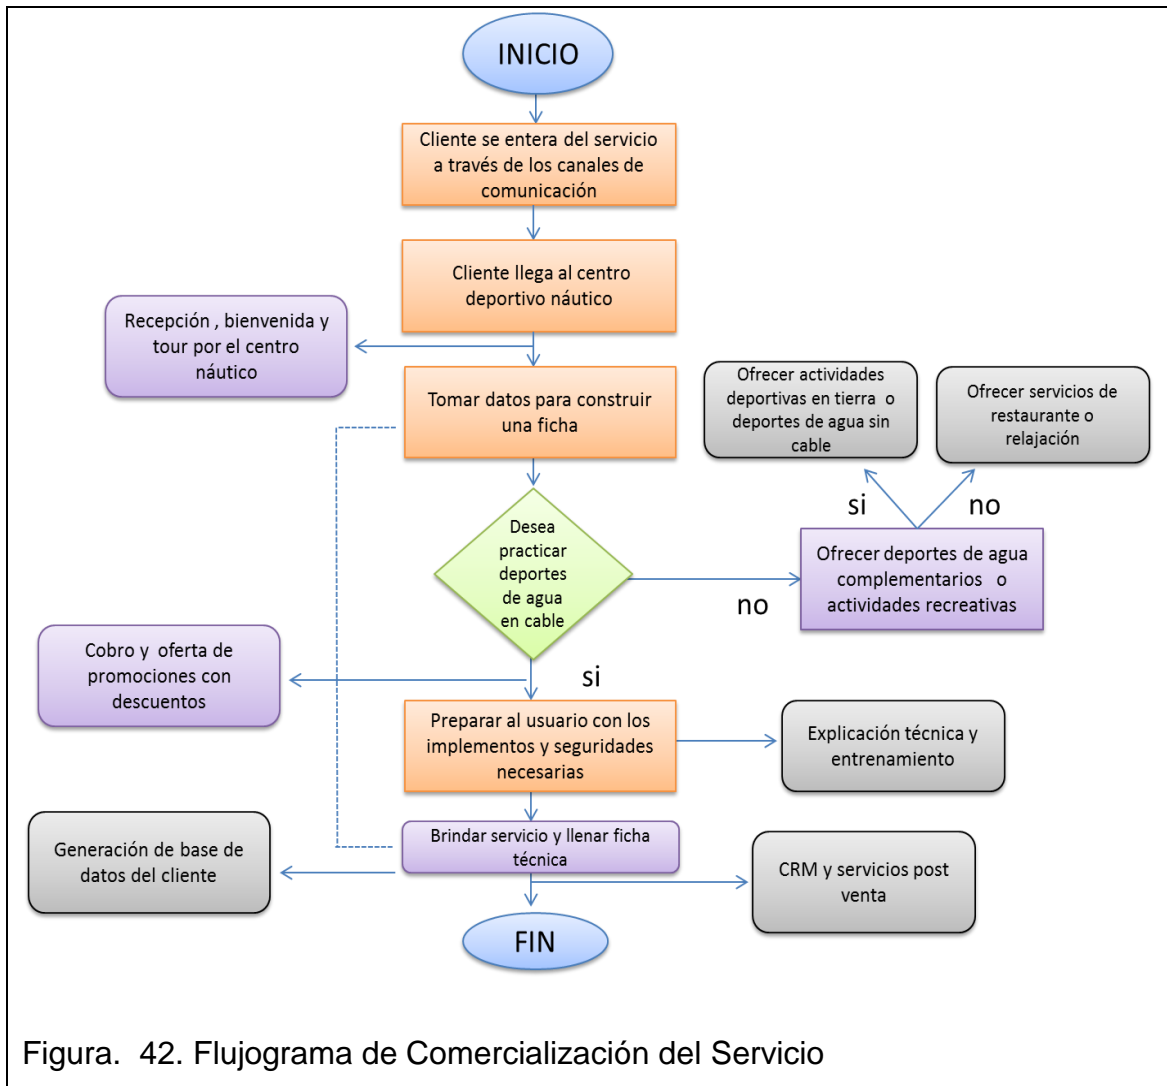 INICIO
Cliente se entera del servicio
a través de los canales de
comunicación
Cliente llega al centro
deportivo náutico
Recepción , bienvenida y
tour por el centro
náutico
Tomar datos para construir
una ficha
Ofrecer actividades
deportivas en tierra o
deportes de agua sin
cable
Ofrecer servicios de
restaurante o
relajación
si
no
Desea
practicar
deportes
de agua
en cable
Ofrecer deportes de agua
complementarios o
actividades recreativas
no
Cobro y oferta de
promociones con
descuentos
si
Preparar al usuario con los
implementos y seguridades
necesarias
Explicación técnica y
entrenamiento
Brindar servicio y llenar ficha
técnica
Generación de base de
datos del cliente
CRM y servicios post
venta
FIN
Figura. 42. Flujograma de Comercialización del Servicio